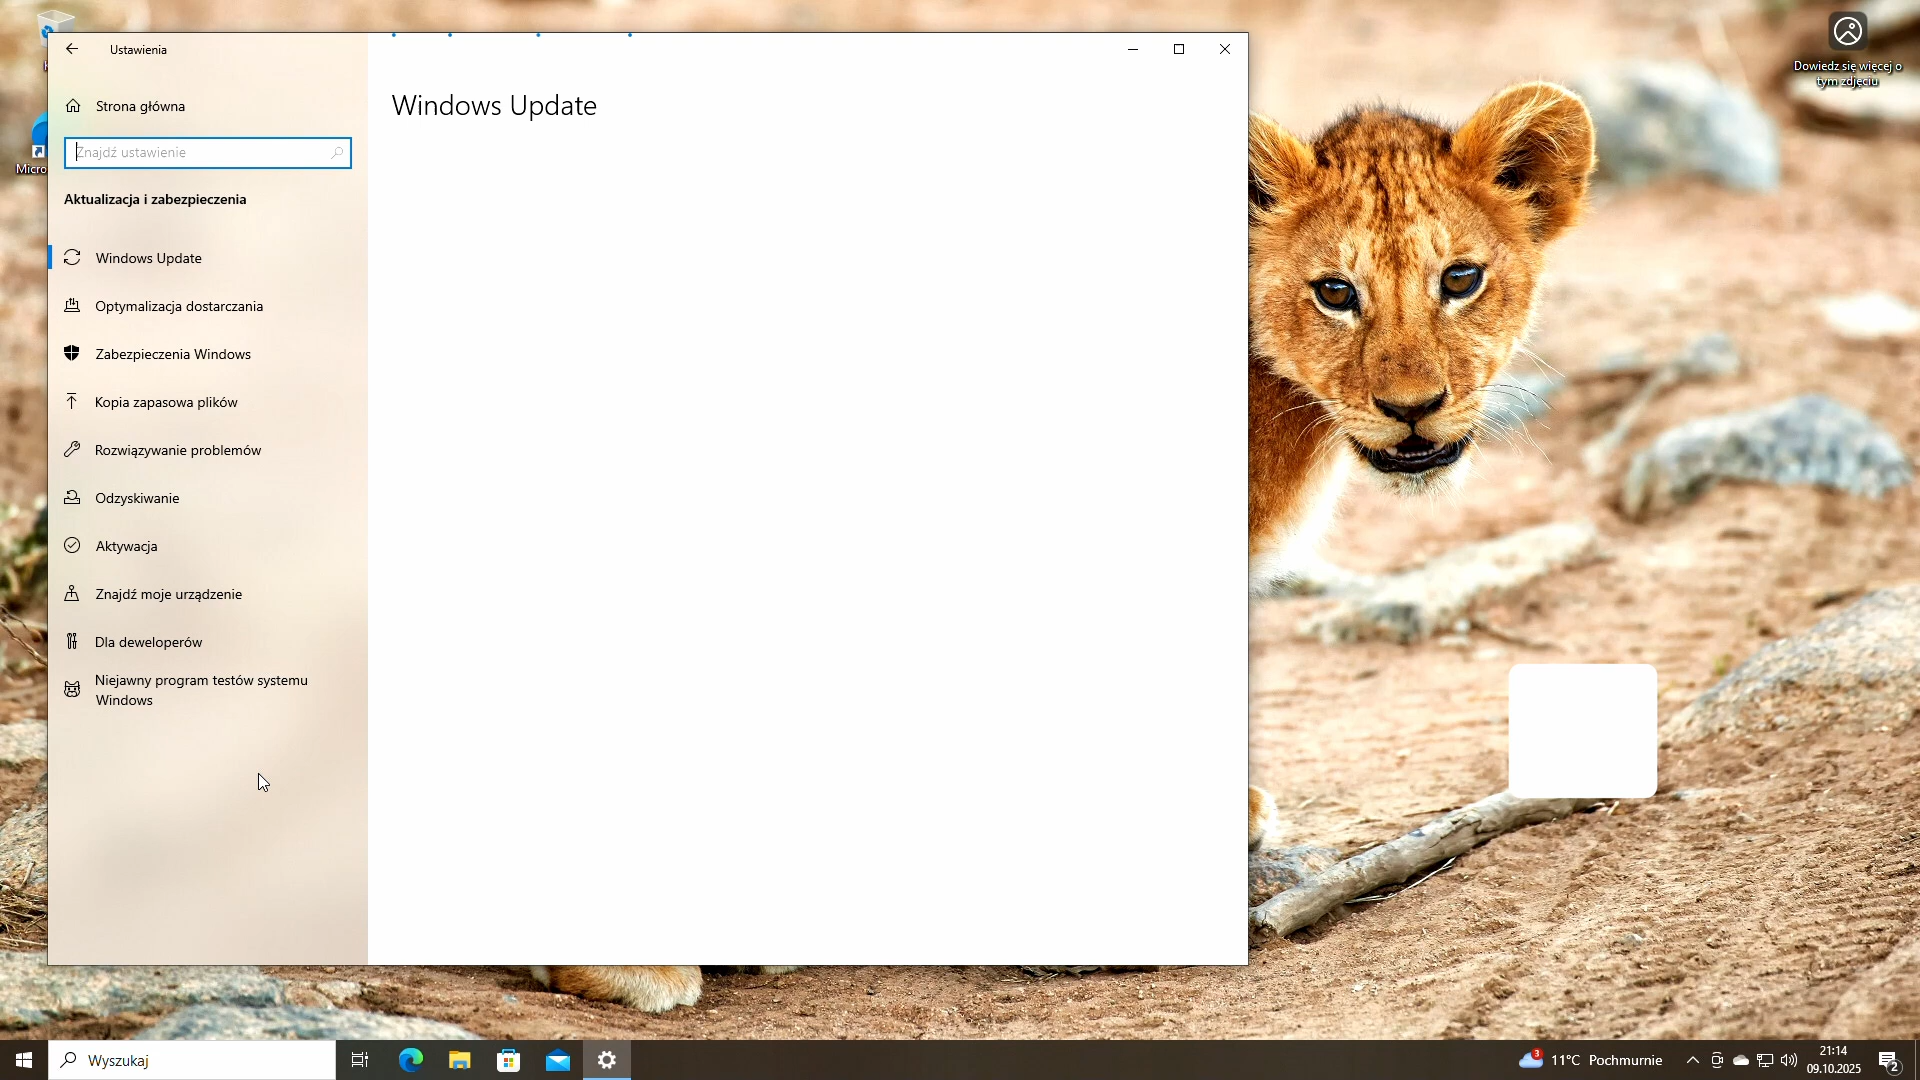 Ustawienia
Strona główna
Znajdź ustawienie
Aktualizacja i zabezpieczenia
Windows Update
Optymalizacja dostarczania
Zabezpieczenia Windows
Kopia zapasowa plików
Rozwiązywanie problemów
Odzyskiwanie
Aktywacja
Znajdź moje urządzenie
Dla deweloperów
Niejawny program testów systemu
Windows
Windows Update
Micro
Dowiedz się więcej o
tym zdjęciu
Wyszukaj
3
11°C Pochmurnie
21:14
09.10.2025
2